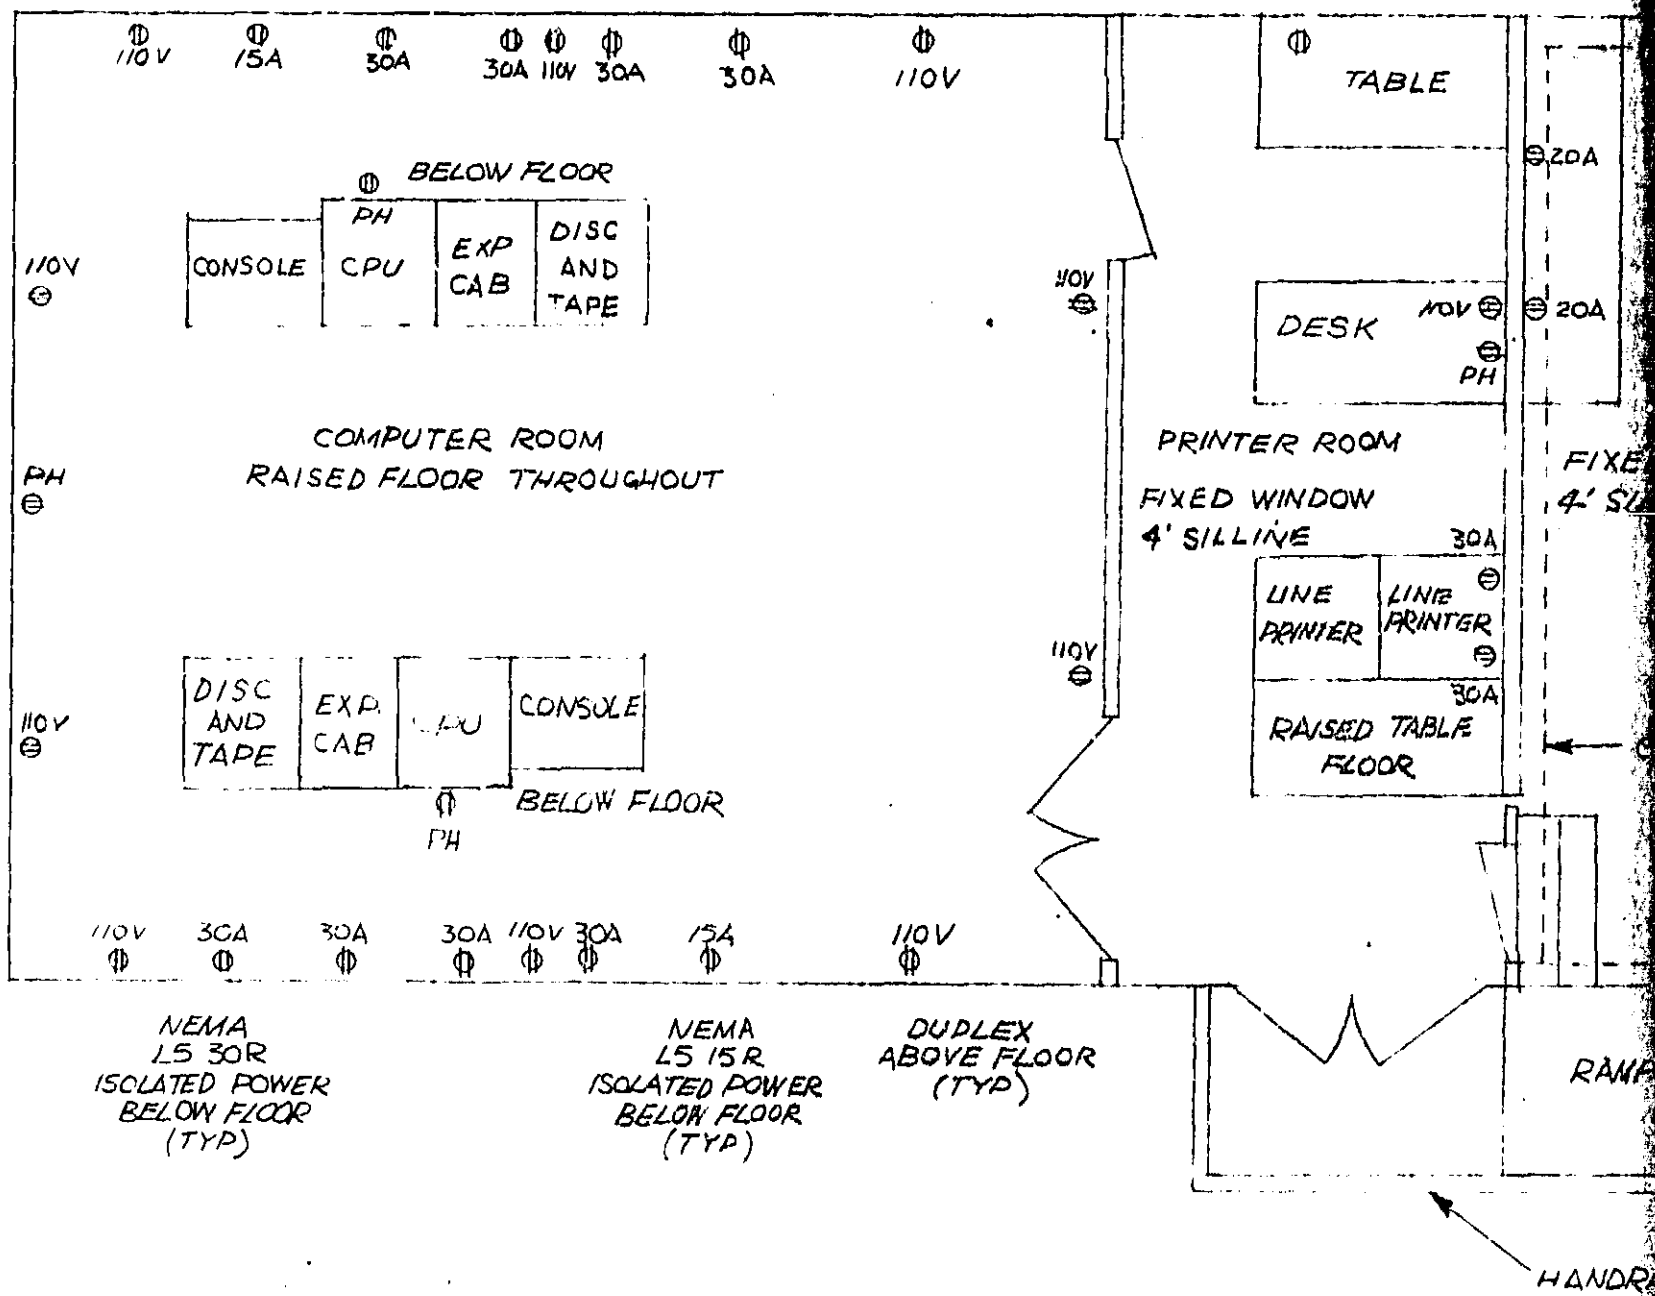 110V 15A 30A 30A 110V 30A 30A 110V
TABLE
20A
BELOW FLOOR
PH
CONSOLE
CPU
EXP
CAB
DISC
AND
TAPE
110V
110V
DESK
110V
20A
PH
COMPUTER ROOM
RAISED FLOOR THROUGHOUT
PH
PRINTER ROOM
FIXED WINDOW
4' SILLINE
4'
30A
LINE
PRINTER
LINE
PRINTER
30A
RAISED TABLE
FLOOR
110V
110V
DISC
AND
TAPE
EXP.
CAB
CPU
CONSOLE
BELOW FLOOR
PH
110V 30A 30A 30A 110V 30A 15A 110V
NEMA
L5 30R
ISOLATED POWER
BELOW FLOOR
(TYP)
NEMA
L5 15R
ISOLATED POWER
BELOW FLOOR
(TYP)
DUPLEX
ABOVE FLOOR
(TYP)
RAMP